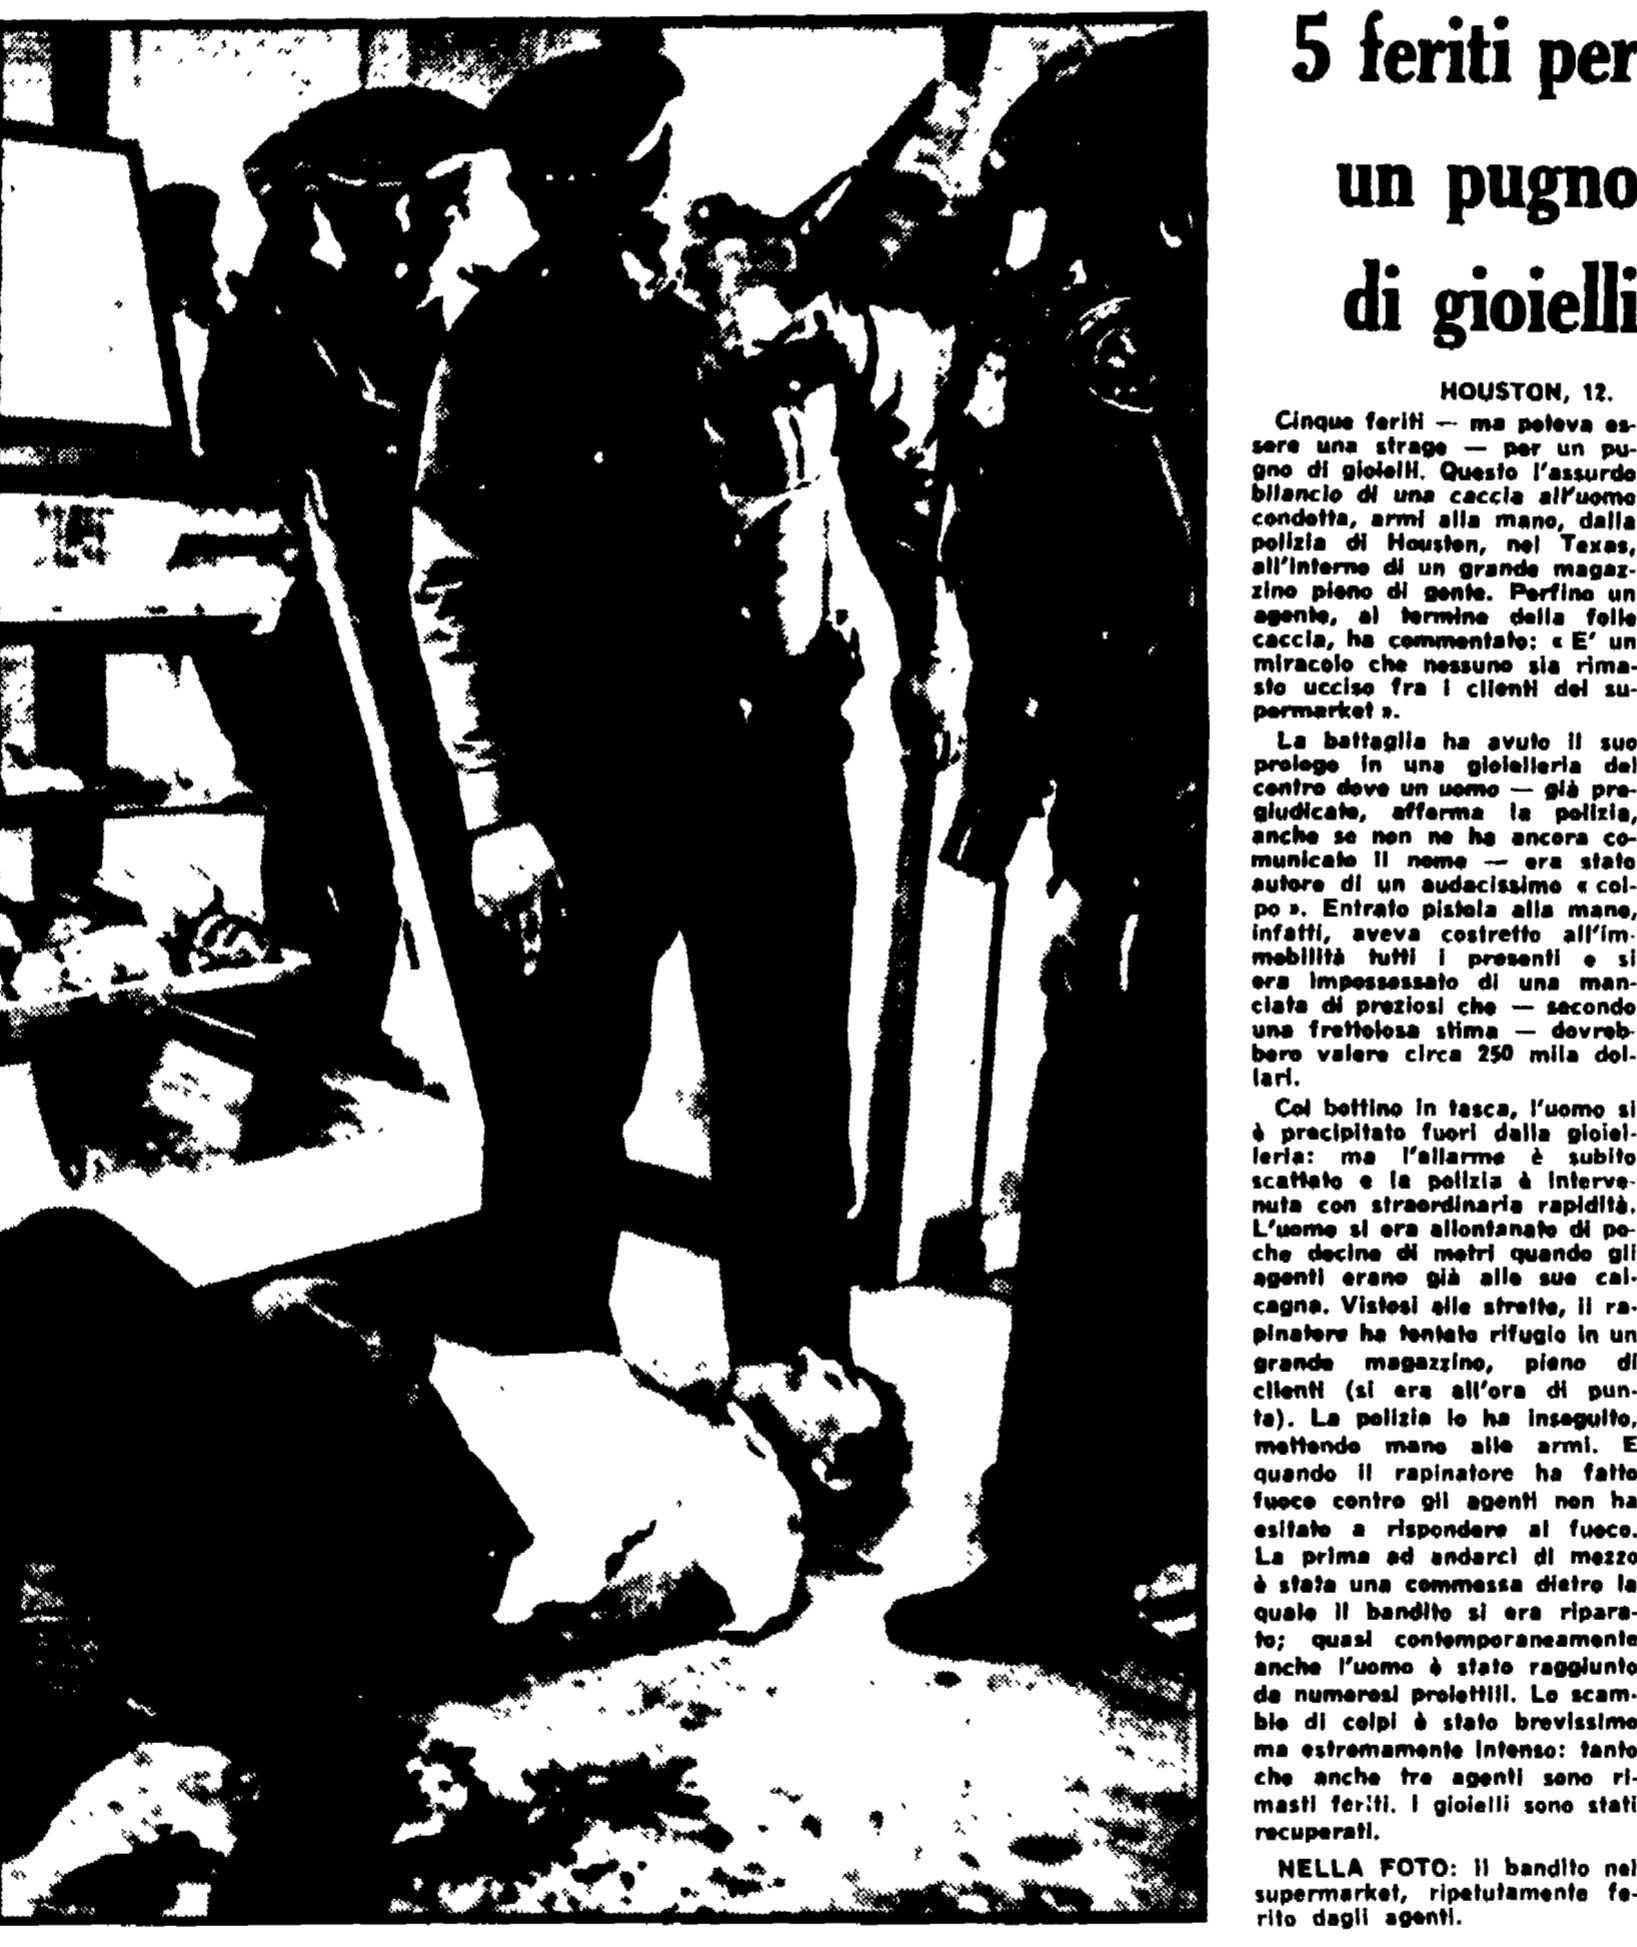 5 feriti per
un pugno
di gioielli
HOUSTON, 12.
Cinque feriti — ma poteva es-
sere una strage — per un pu-
gno di gioielli. Questo l'assurdo
bilancio di una caccia all'uomo
condotta, armi alla mano, dalla
polizia di Houston, nel Texas,
all'interno di un grande magaz-
zino pieno di gente. Perfino un
agente, al termine della folle
caccia, ha commentato: « E' un
miracolo che nessuno sia rima-
sto ucciso fra i clienti del su-
permarket ».
La battaglia ha avuto il suo
prologo in una gioielleria del
centro dove un uomo — già pre-
giudicato, afferma la polizia,
anche se non ne ha ancora co-
municato il nome — era stato
autore di un audacissimo « col-
po ». Entrato pistola alla mano,
infatti, aveva costretto all'im-
mobilità tutti i presenti e si
era impossessato di una man-
ciata di preziosi che — secondo
una frettolosa stima — dovreb-
bero valere circa 250 mila dol-
lari.
Col bottino in tasca, l'uomo si
è precipitato fuori dalla gioiel-
leria: ma l'allarme è subito
scattato e la polizia è interve-
nuta con straordinaria rapidità.
L'uomo si era allontanato di po-
che decine di metri quando gli
agenti erano già alle sue cal-
cagna. Vistosi alle strette, il ra-
pinatore ha tentato rifugio in un
grande magazzino, pieno di
clienti (si era all'ora di pun-
ta). La polizia lo ha inseguito,
mettendo mano alle armi. E
quando il rapinatore ha fatto
fuoco contro gli agenti non ha
esitato a rispondere al fuoco.
La prima ad andarci di mezzo
è stata una commessa dietro la
quale il bandito si era ripara-
to; quasi contemporaneamente
anche l'uomo è stato raggiunto
da numerosi proiettili. Lo scam-
bio di colpi è stato brevissimo
ma estremamente intenso: tanto
che anche tre agenti sono ri-
masti feriti. I gioielli sono stati
recuperati.
NELLA FOTO: il bandito nel
supermarket, ripetutamente fe-
rito dagli agenti.